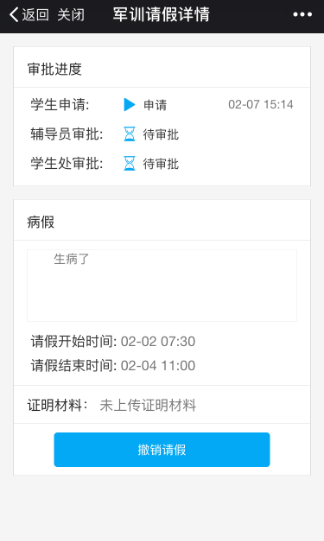 返回 关闭 军训请假详情
审批进度
学生申请: 申请 02-07 15:14
辅导员审批: 待审批
学生处审批: 待审批
病假
生病了
请假开始时间: 02-02 07:30
请假结束时间: 02-04 11:00
证明材料: 未上传证明材料
撤销请假